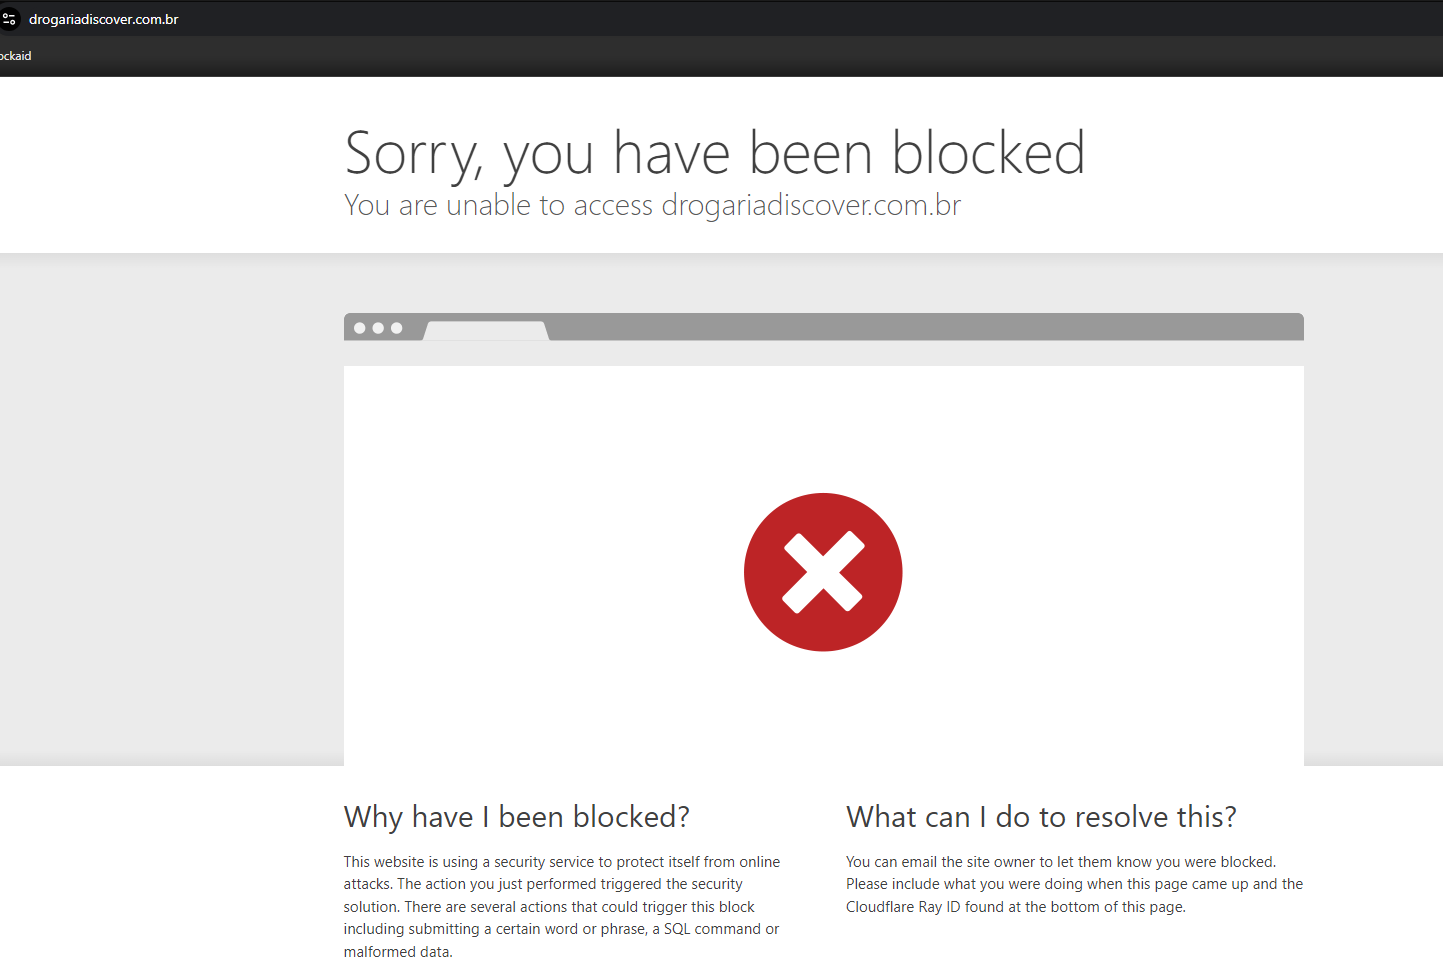 drogariadiscover.com.br
ockaid
Sorry, you have been blocked
You are unable to access drogariadiscover.com.br
Why have I been blocked?
This website is using a security service to protect itself from online
attacks. The action you just performed triggered the security
solution. There are several actions that could trigger this block
including submitting a certain word or phrase, a SQL command or
malformed data.
What can I do to resolve this?
You can email the site owner to let them know you were blocked.
Please include what you were doing when this page came up and the
Cloudflare Ray ID found at the bottom of this page.